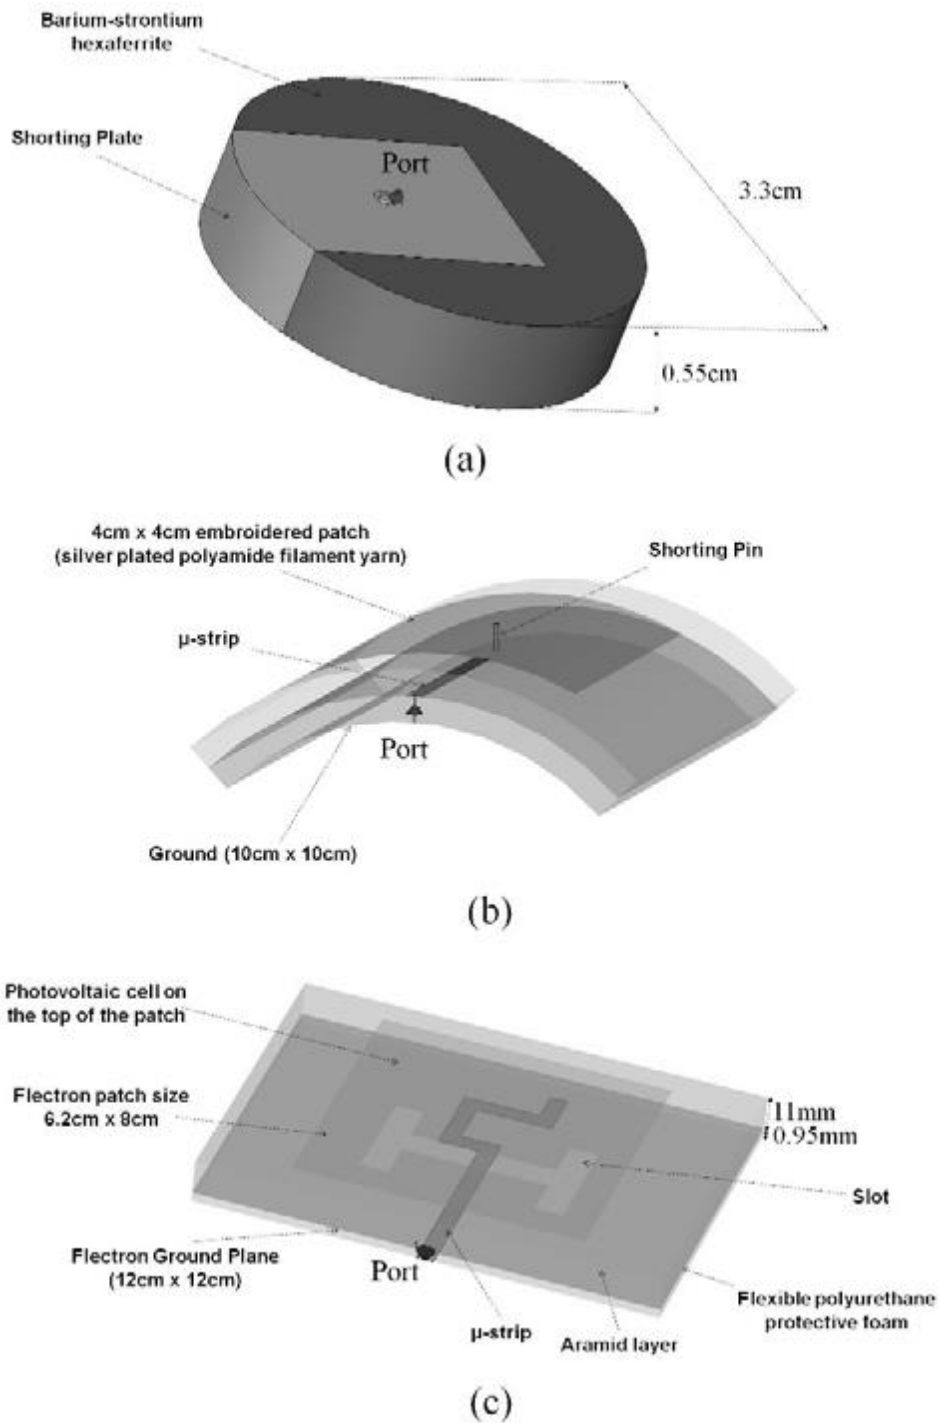 Barium-strontium
hexaferrite
Shorting Plate
Port
3.3cm
0.55cm
(a)
4cm x 4cm embroidered patch
(silver plated polyamide filament yarn)
Shorting Pin
μ-strip
Port
Ground (10cm x 10cm)
(b)
Photovoltaic cell on
the top of the patch
Flectron patch size
6.2cm x 8cm
11mm
0.95mm
Slot
Flectron Ground Plane
(12cm x 12cm)
Port
Flexible polyurethane
protective foam
μ-strip
Aramid layer
(c)